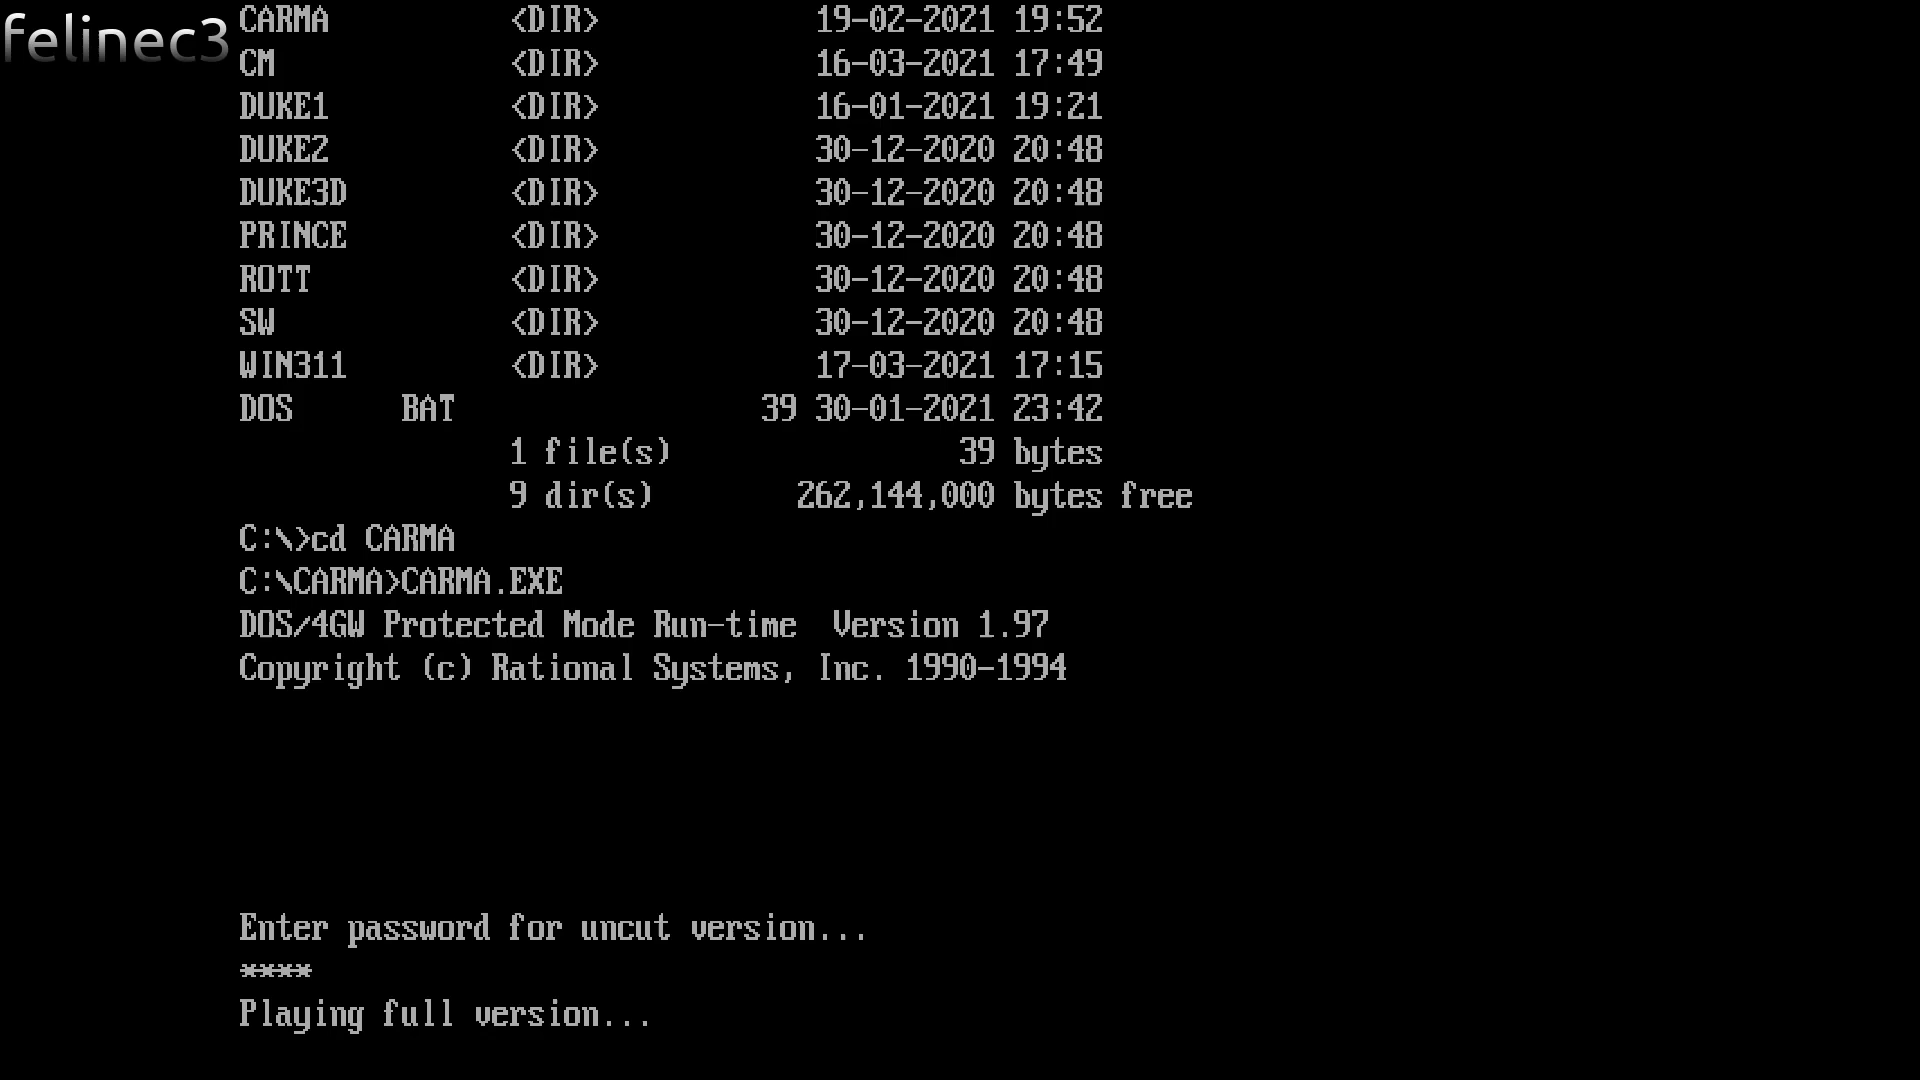 felinec3
CARMA <DIR> 19-02-2021 19:52
CM <DIR> 16-03-2021 17:49
DUKE1 <DIR> 16-01-2021 19:21
DUKE2 <DIR> 30-12-2020 20:48
DUKE3D <DIR> 30-12-2020 20:48
PRINCE <DIR> 30-12-2020 20:48
ROTT <DIR> 30-12-2020 20:48
SW <DIR> 30-12-2020 20:48
WIN311 <DIR> 17-03-2021 17:15
DOS BAT 39 30-01-2021 23:42
1 file(s) 39 bytes
9 dir(s) 262,144,000 bytes free
C:\>cd CARMA
C:\CARMA>CARMA.EXE
DOS/4GW Protected Mode Run-time Version 1.97
Copyright (c) Rational Systems, Inc. 1990-1994
Enter password for uncut version...
****
Playing full version...